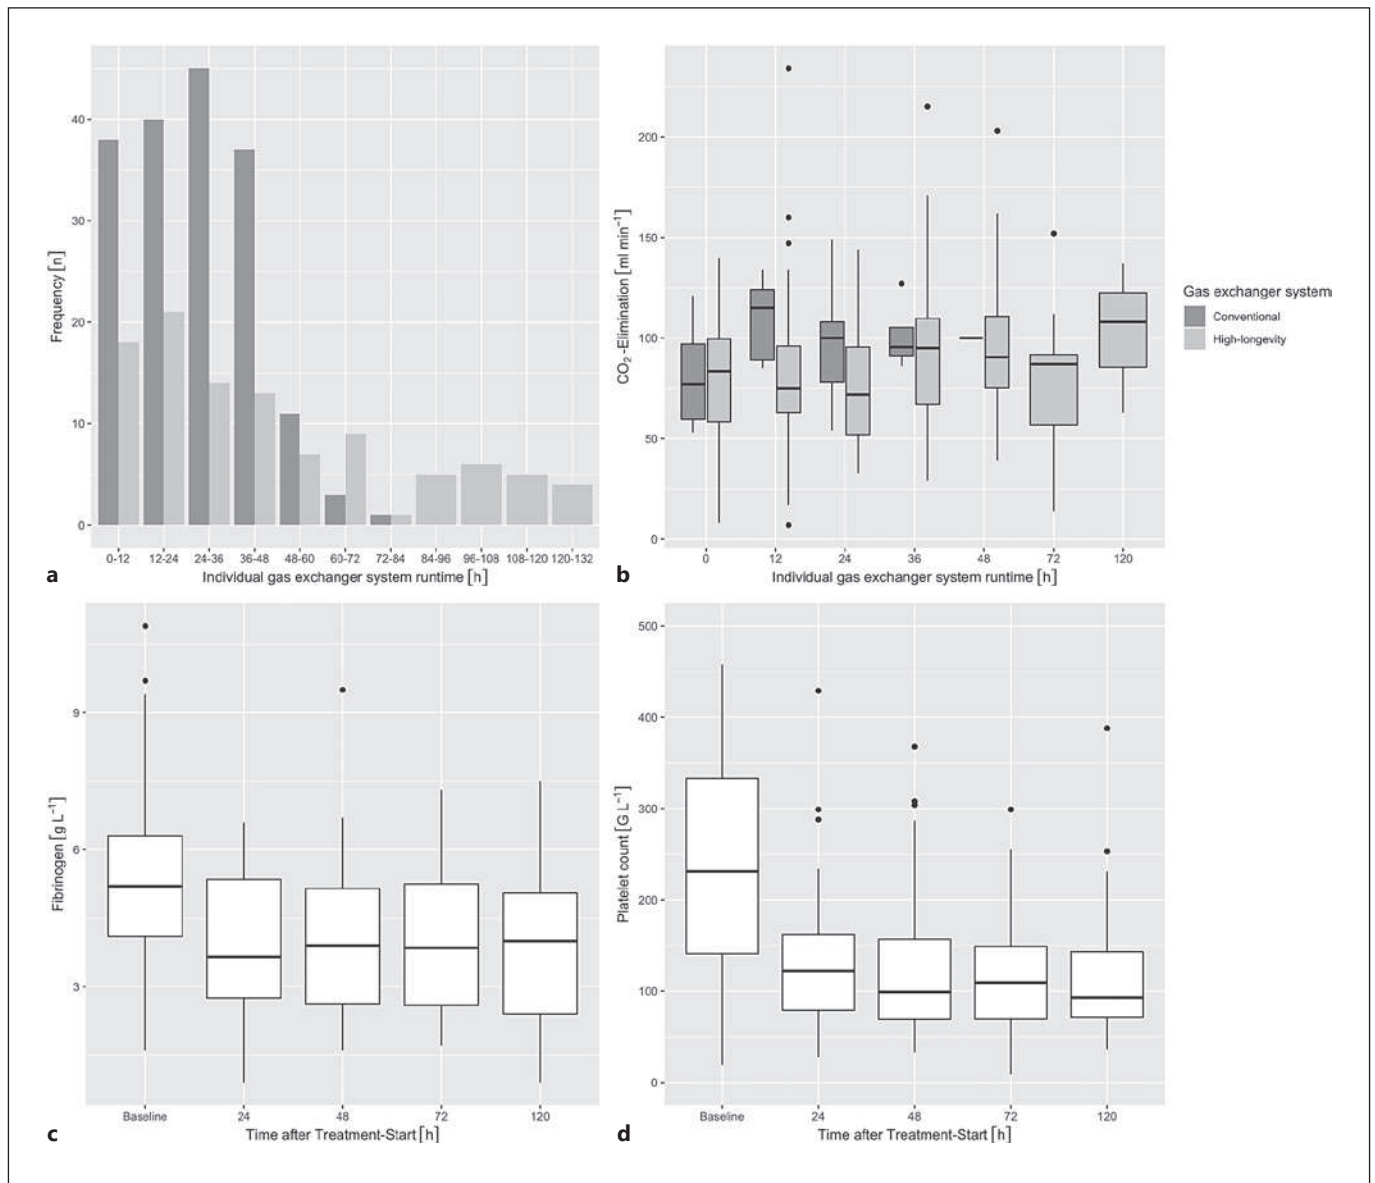 40
30
20
10
0
Frequency [n]
0-12 12-24 24-36 36-48 48-60 60-72 72-84 84-96 96-108 108-120 120-132
Individual gas exchanger system runtime [h]
a
200
150
100
50
0
CO2-Elimination [ml min−1]
0 12 24 36 48 72 120
Individual gas exchanger system runtime [h]
b
Gas exchanger system
Conventional
High-longevity
9
6
3
Fibrinogen [g L−1]
Baseline 24 48 72 120
Time after Treatment-Start [h]
c
500
400
300
200
100
0
Platelet count [G L−1]
Baseline 24 48 72 120
Time after Treatment-Start [h]
d